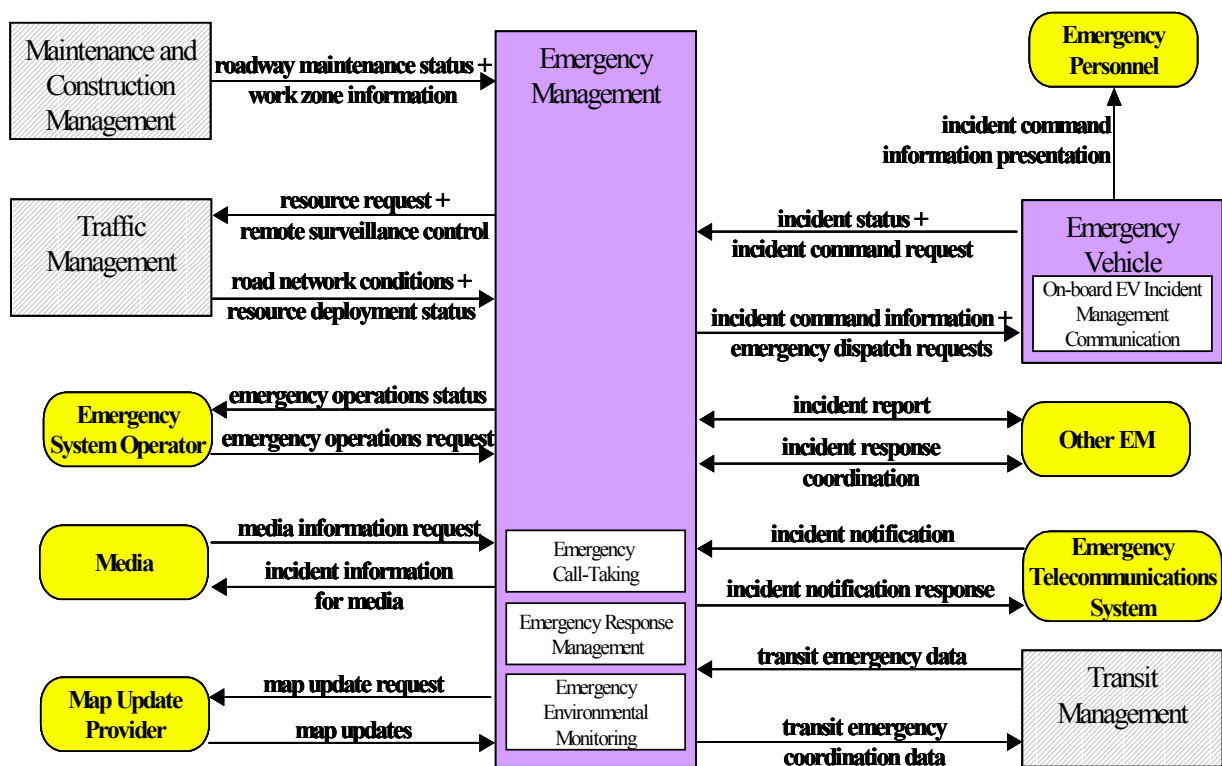 Maintenance and
Construction
Management
roadway maintenance status +
work zone information
Emergency
Management
Emergency
Personnel
incident command
information presentation
Traffic
Management
resource request +
remote surveillance control
road network conditions +
resource deployment status
incident status +
incident command request
incident command information +
emergency dispatch requests
Emergency
Vehicle
On-board EV Incident
Management
Communication
Emergency
System Operator
emergency operations status
emergency operations request
incident report
incident response
coordination
Other EM
Media
media information request
incident information
for media
Emergency
Call-Taking
Emergency Response
Management
Emergency
Environmental
Monitoring
incident notification
incident notification response
Emergency
Telecommunications
System
Map Update
Provider
map update request
map updates
transit emergency data
transit emergency
coordination data
Transit
Management